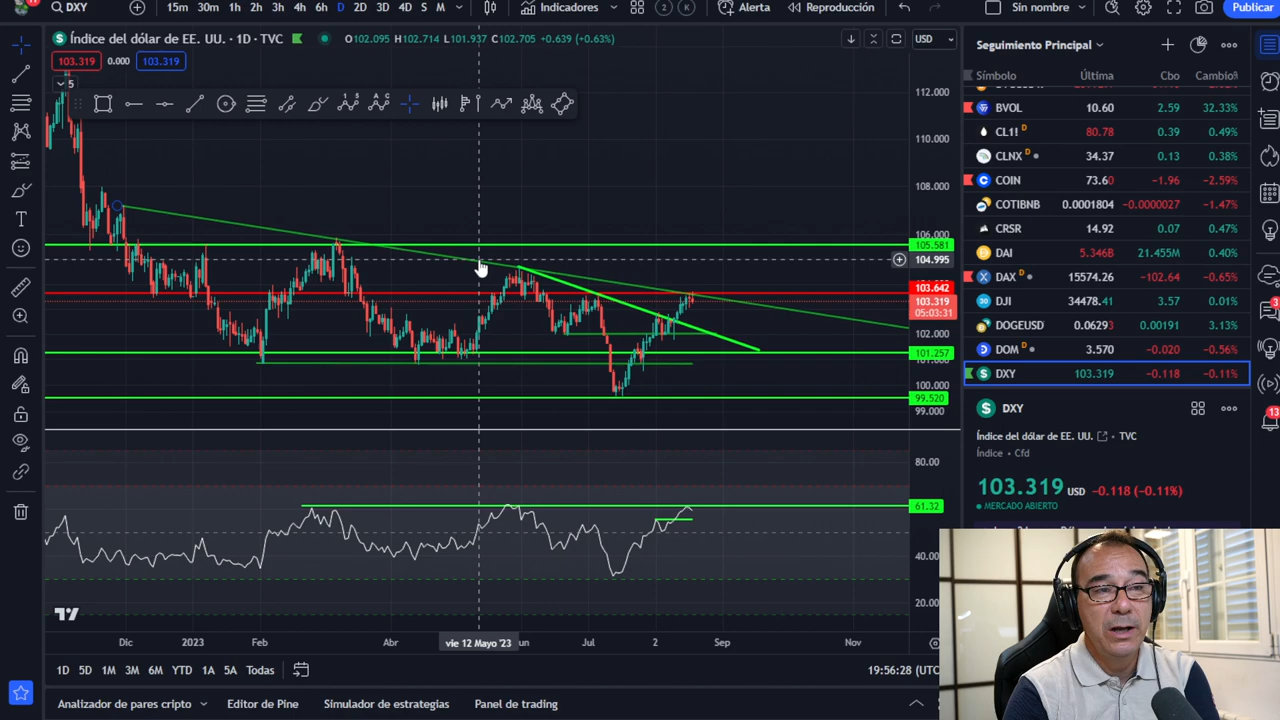 DXY 15m 30m 1h 2h 3h 4h 6h D 2D 3D 4D S M Indicadores 2 K Alerta Reproducción Sin nombre Publicar
Índice del dólar de EE. UU. · 1D · TVC O102.095 H102.714 L101.937 C102.705 +0.639 (+0.63%) USD
103.319 0.000 103.319
5
112.000
110.000
108.000
106.000
105.581
104.995
103.642
103.319
05:03:31
102.000
101.257
100.000
99.520
99.000
80.00
61.32
40.00
20.00
Dic 2023 Feb Abr vie 12 Mayo '23 Jul 2 Sep Nov
1D 5D 1M 3M 6M YTD 1A 5A Todas 19:56:28 (UTC
Analizador de pares cripto Editor de Pine Simulador de estrategias Panel de trading
Seguimiento Principal
Símbolo Última Cbo Cambio%
BVOL 10.60 2.59 32.33%
CL1! D 80.78 0.39 0.49%
CLNX D 34.37 0.13 0.38%
COIN 73.60 −1.96 −2.59%
COTIBNB 0.0001804 −0.0000027 −1.47%
CRSR 14.92 0.07 0.47%
DAI 5.346B 21.455M 0.40%
DAX D 15574.26 −102.64 −0.65%
DJI 34478.41 3.57 0.01%
DOGEUSD 0.06293 0.00191 3.13%
DOM D 3.570 −0.020 −0.56%
DXY 103.319 −0.118 −0.11%
DXY
Índice del dólar de EE. UU. TVC
Índice · Cfd
103.319 USD −0.118 (−0.11%)
MERCADO ABIERTO
3
13